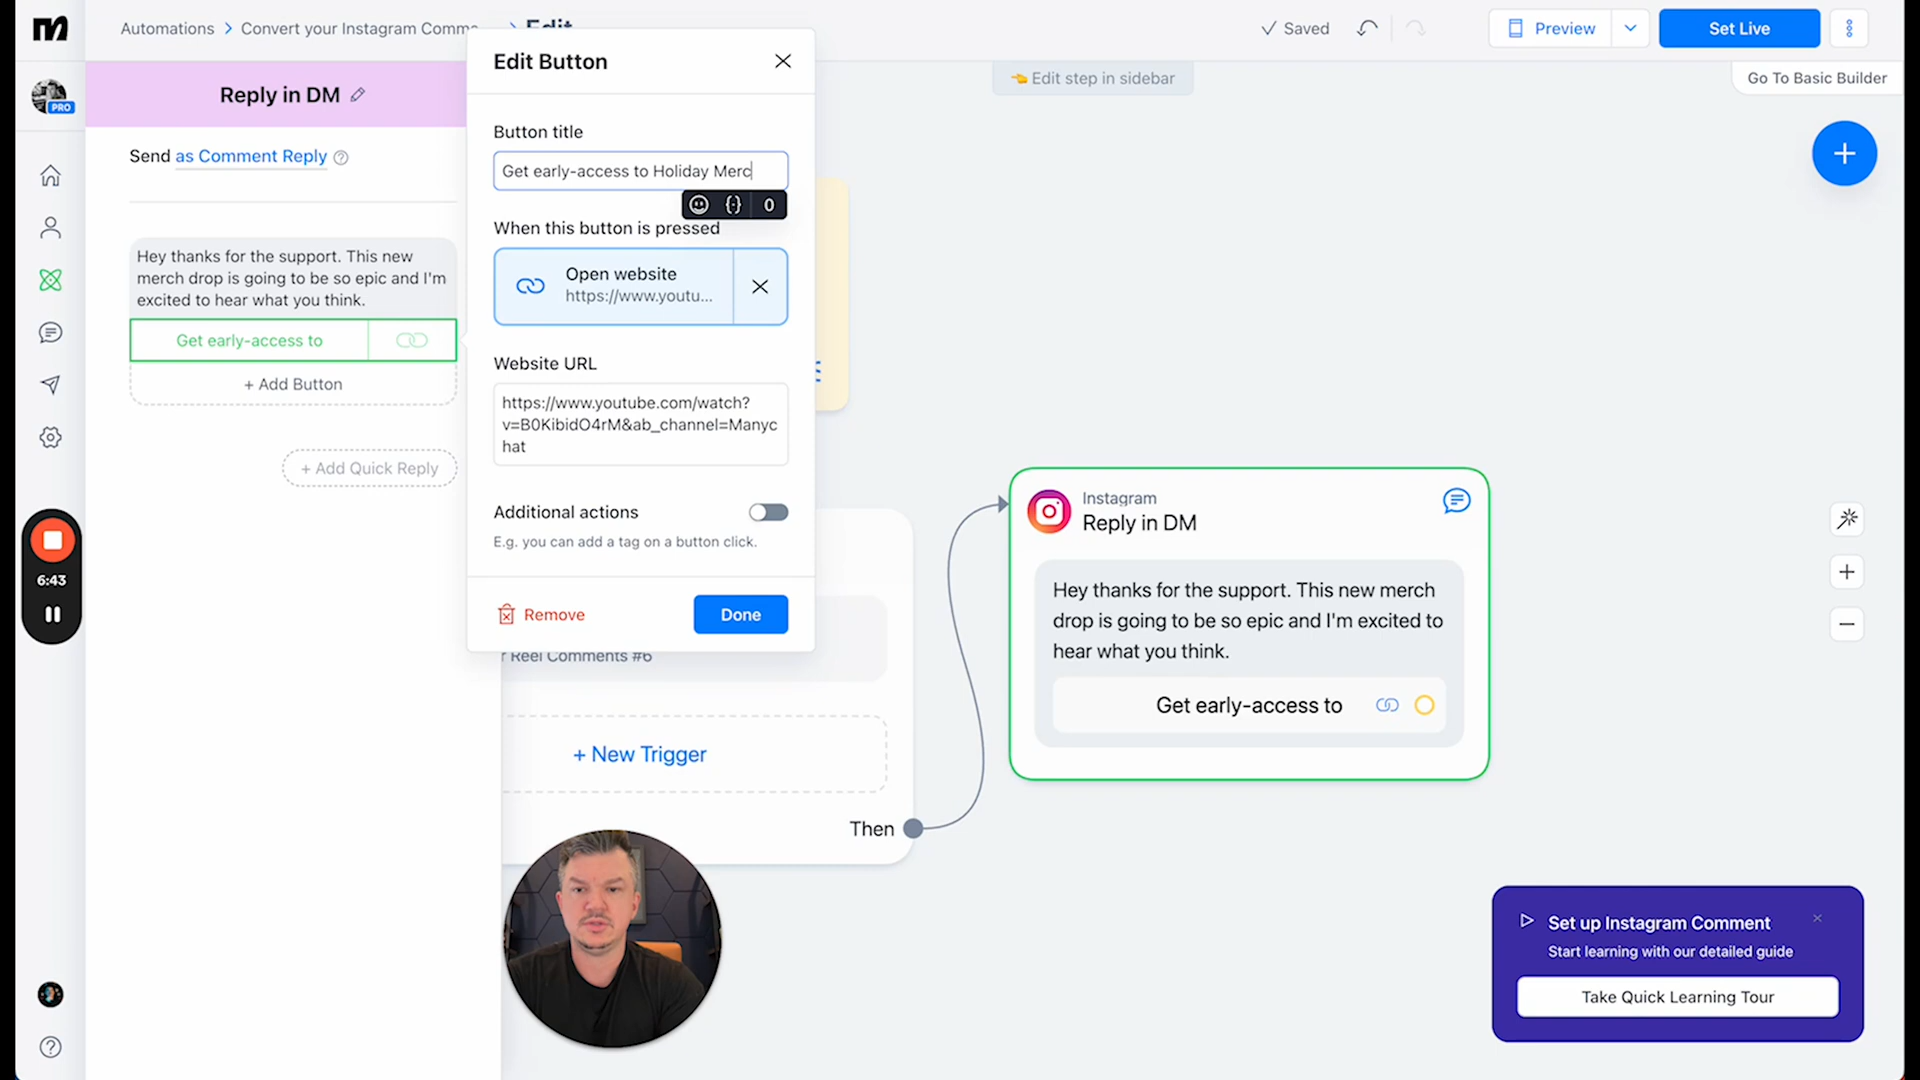 Automations
Convert your Instagram Comme
Edit
Saved
Preview
Set Live
PRO
Reply in DM
Send as Comment Reply
Hey thanks for the support. This new
merch drop is going to be so epic and I'm
excited to hear what you think.
Get early-access to
+ Add Button
+ Add Quick Reply
6:43
Edit Button
Button title
Get early-access to Holiday Merc
0
When this button is pressed
Open website
https://www.youtu...
Website URL
https://www.youtube.com/watch?
v=B0KibidO4rM&ab_channel=Manyc
hat
Additional actions
E.g. you can add a tag on a button click.
Remove
Done
r Reel Comments #6
+ New Trigger
Then
Edit step in sidebar
Go To Basic Builder
Instagram
Reply in DM
Hey thanks for the support. This new merch
drop is going to be so epic and I'm excited to
hear what you think.
Get early-access to
Set up Instagram Comment
Start learning with our detailed guide
Take Quick Learning Tour